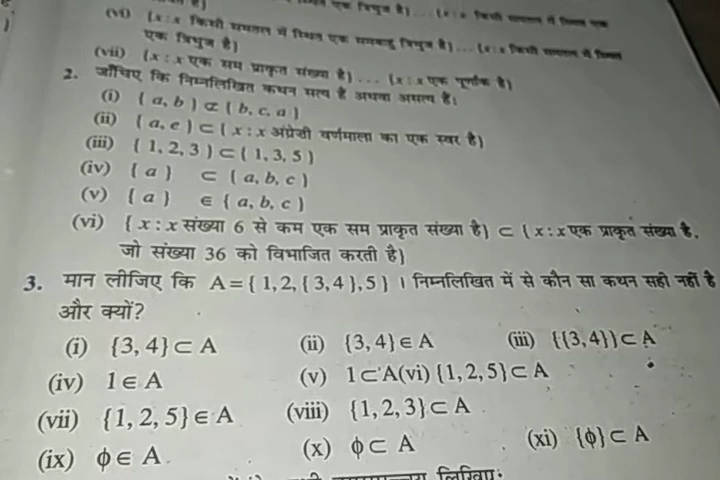 एक त्रिभुज है} ... {x : x किसी समतल में स्थित एक
(vi) {x : x किसी समतल में स्थित एक समबाहु त्रिभुज है} ... {x : x किसी समतल में स्थित
एक त्रिभुज है}
(vii) {x : x एक सम प्राकृत संख्या है} ... {x : x एक पूर्णांक है}
2. जाँचिए कि निम्नलिखित कथन सत्य हैं अथवा असत्य हैं।
(i) { a, b } ⊄ { b, c, a }
(ii) { a, e } ⊂ { x : x अंग्रेजी वर्णमाला का एक स्वर है}
(iii) { 1, 2, 3 } ⊂ { 1, 3, 5 }
(iv) { a } ⊂ { a, b, c }
(v) { a } ∈ { a, b, c }
(vi) { x : x संख्या 6 से कम एक सम प्राकृत संख्या है} ⊂ { x : x एक प्राकृत संख्या है,
जो संख्या 36 को विभाजित करती है}
3. मान लीजिए कि A = { 1, 2, { 3, 4 }, 5 } । निम्नलिखित में से कौन सा कथन सही नहीं है
और क्यों?
(i) {3, 4} ⊂ A (ii) {3, 4} ∈ A (iii) {{3, 4}} ⊂ A
(iv) 1 ∈ A (v) 1 ⊂ A (vi) {1, 2, 5} ⊂ A
(vii) {1, 2, 5} ∈ A (viii) {1, 2, 3} ⊂ A
(ix) ϕ ∈ A (x) ϕ ⊂ A (xi) {ϕ} ⊂ A
लिखिए: